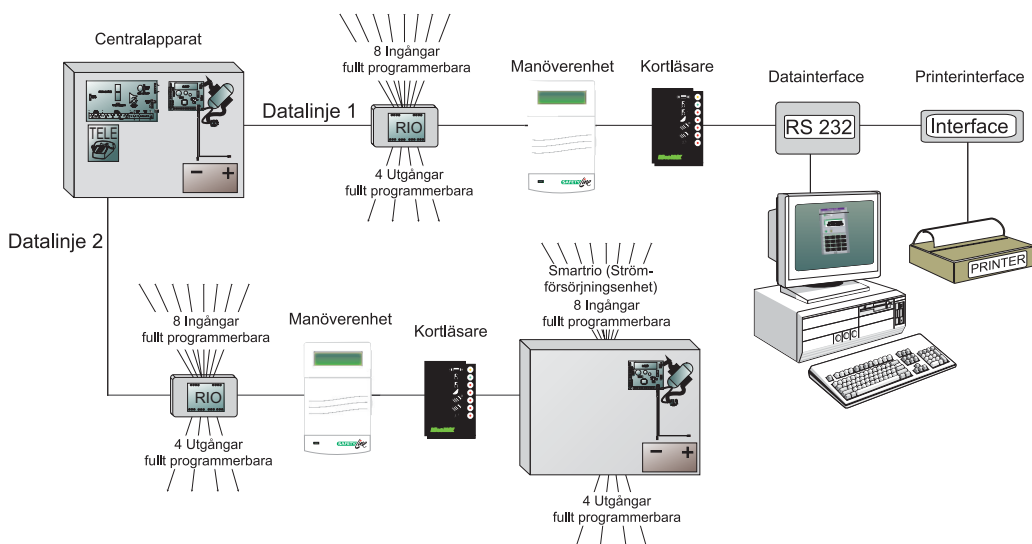 Centralapparat
TELE
Datalinje 1
8 Ingångar
fullt programmerbara
RIO
4 Utgångar
fullt programmerbara
Manöverenhet
Kortläsare
Datainterface
RS 232
Printerinterface
Interface
PRINTER
Datalinje 2
8 Ingångar
fullt programmerbara
RIO
4 Utgångar
fullt programmerbara
Manöverenhet
Kortläsare
Smartrio (Ström-
försörjningsenhet)
8 Ingångar
fullt programmerbara
4 Utgångar
fullt programmerbara